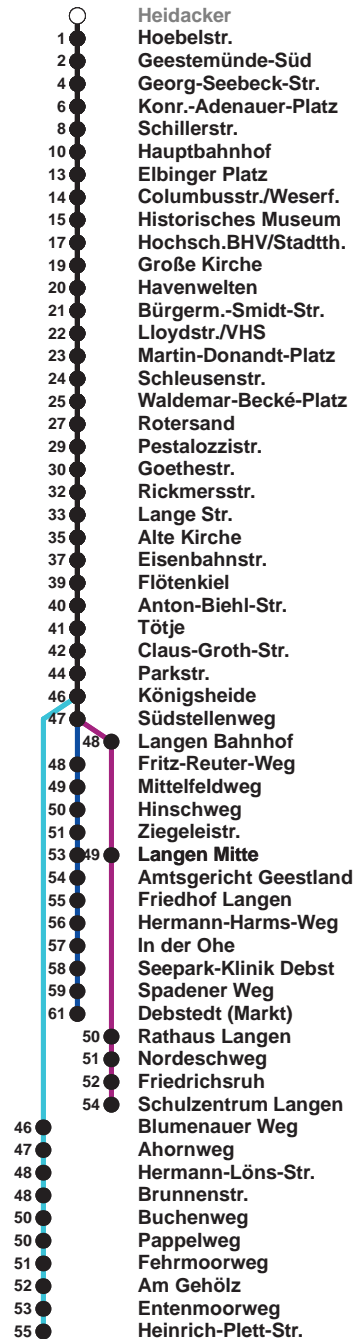 Heidacker
1 Hoebelstr.
2 Geestemünde-Süd
4 Georg-Seebeck-Str.
6 Konr.-Adenauer-Platz
8 Schillerstr.
10 Hauptbahnhof
13 Elbinger Platz
14 Columbusstr./Weserf.
15 Historisches Museum
17 Hochsch.BHV/Stadtth.
19 Große Kirche
20 Havenwelten
21 Bürgerm.-Smidt-Str.
22 Lloydstr./VHS
23 Martin-Donandt-Platz
24 Schleusenstr.
25 Waldemar-Becké-Platz
27 Rotersand
29 Pestalozzistr.
30 Goethestr.
32 Rickmersstr.
33 Lange Str.
35 Alte Kirche
37 Eisenbahnstr.
39 Flötenkiel
40 Anton-Biehl-Str.
41 Tötje
42 Claus-Groth-Str.
44 Parkstr.
46 Königsheide
47 Südstellenweg
48 Langen Bahnhof
48 Fritz-Reuter-Weg
49 Mittelfeldweg
50 Hinschweg
51 Ziegeleistr.
53 49 Langen Mitte
54 Amtsgericht Geestland
55 Friedhof Langen
56 Hermann-Harms-Weg
57 In der Ohe
58 Seepark-Klinik Debst
59 Spadener Weg
61 Debstedt (Markt)
50 Rathaus Langen
51 Nordeschweg
52 Friedrichsruh
54 Schulzentrum Langen
46 Blumenauer Weg
47 Ahornweg
48 Hermann-Löns-Str.
48 Brunnenstr.
50 Buchenweg
50 Pappelweg
51 Fehrmoorweg
52 Am Gehölz
53 Entenmoorweg
55 Heinrich-Plett-Str.